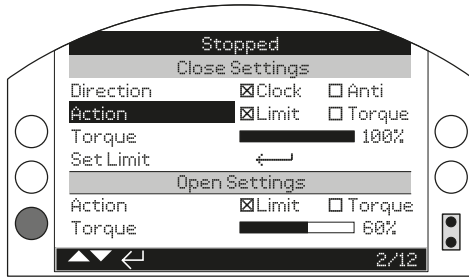 Stopped
Close Settings
Direction ☒Clock ☐Anti
Action ☒Limit ☐Torque
Torque 100%
Set Limit
Open Settings
Action ☒Limit ☐Torque
Torque 60%
2/12